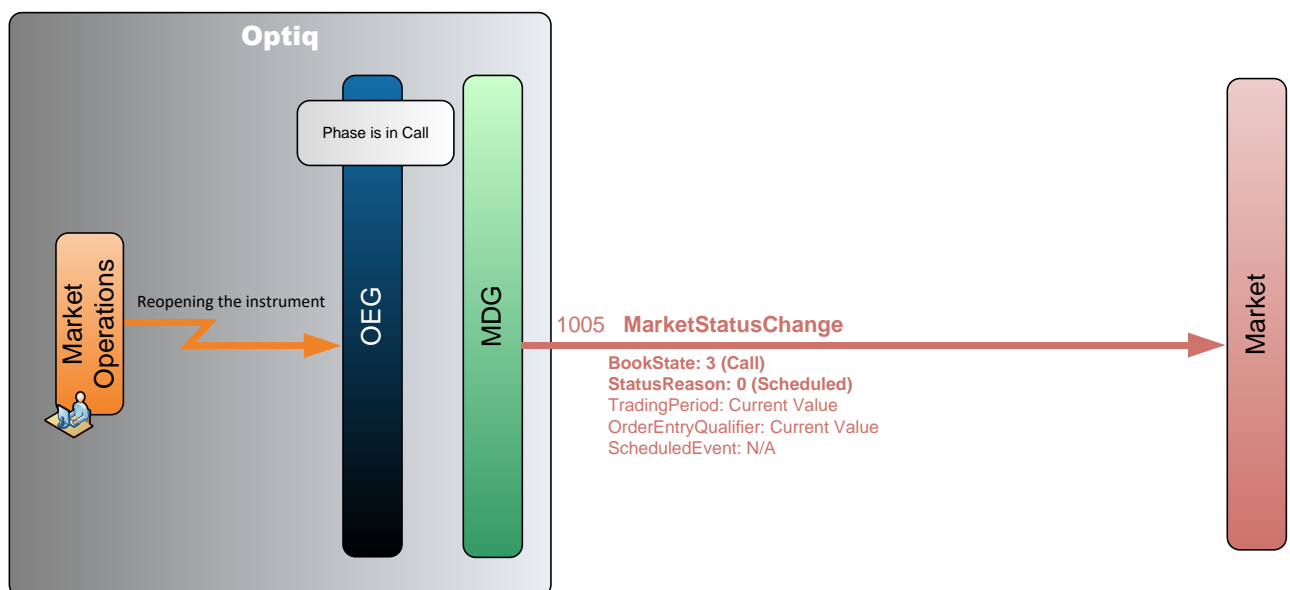 Optiq
Phase is in Call
Market
Operations
Reopening the instrument
OEG
MDG
1005 MarketStatusChange
BookState: 3 (Call)
StatusReason: 0 (Scheduled)
TradingPeriod: Current Value
OrderEntryQualifier: Current Value
ScheduledEvent: N/A
Market